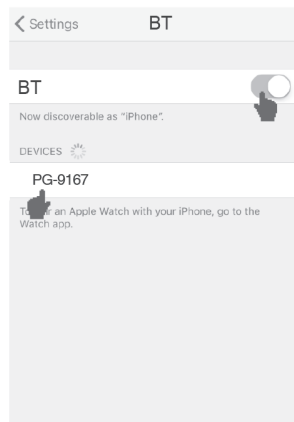 Settings
BT
BT
Now discoverable as "iPhone".
DEVICES
PG-9167
an Apple Watch with your iPhone, go to the
Watch app.